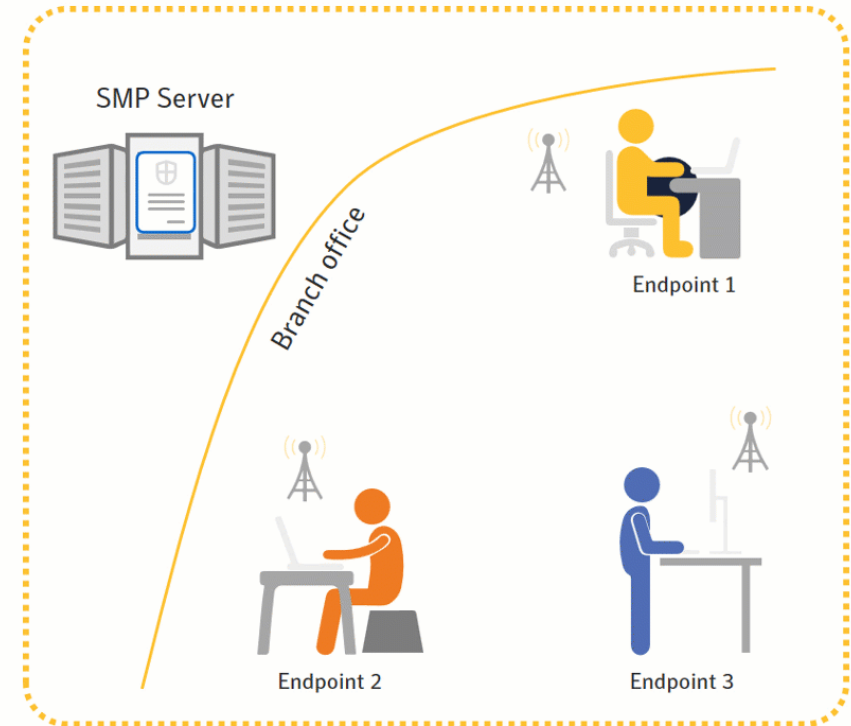 SMP Server
Branch office
Endpoint 1
Endpoint 2
Endpoint 3